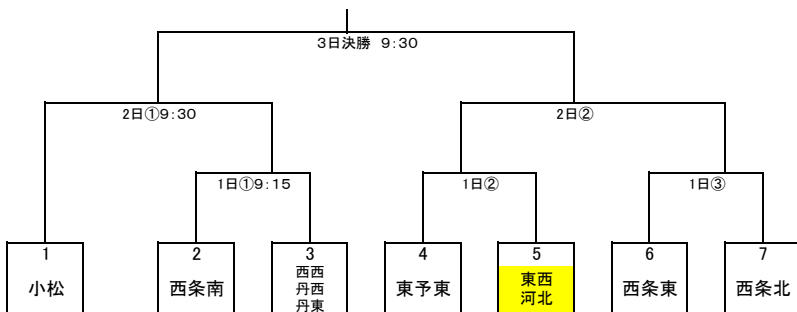 3日決勝 9:30
2日①9:30
2日②
1日①9:15
1日②
1日③
1
2
3
4
5
6
7
小松
西条南
西西
丹西
丹東
東予東
東西
河北
西条東
西条北